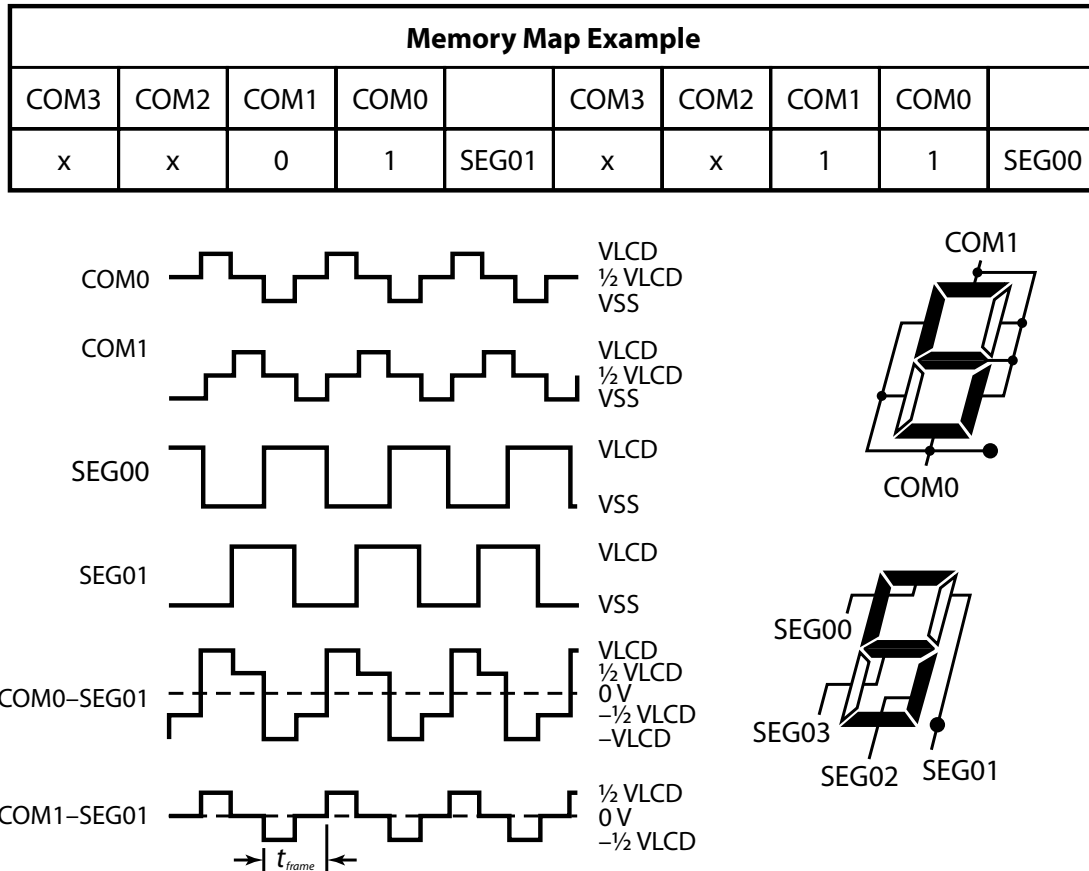 Memory Map Example
COM3 COM2 COM1 COM0 COM3 COM2 COM1 COM0
x x 0 1 SEG01 x x 1 1 SEG00
COM0
VLCD
½ VLCD
VSS
COM1
VLCD
½ VLCD
VSS
SEG00
VLCD
VSS
SEG01
VLCD
VSS
COM0–SEG01
VLCD
½ VLCD
0 V
–½ VLCD
–VLCD
COM1–SEG01
½ VLCD
0 V
–½ VLCD
tframe
COM1
COM0
SEG00
SEG03
SEG02 SEG01